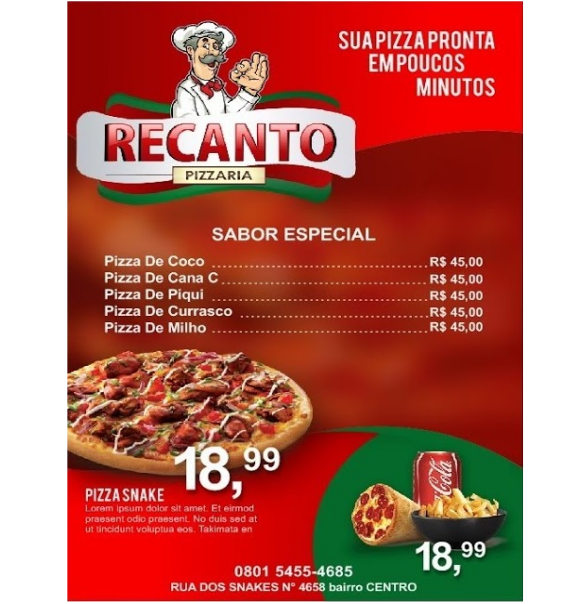 SUA PIZZA PRONTA
EM POUCOS
MINUTOS
RECANTO
PIZZARIA
SABOR ESPECIAL
Pizza De Coco ........................................ R$ 45,00
Pizza De Cana C ..................................... R$ 45,00
Pizza De Piqui ........................................ R$ 45,00
Pizza De Currasco .................................. R$ 45,00
Pizza De Milho ....................................... R$ 45,00
18,99
PIZZA SNAKE
Lorem ipsum dolor sit amet. Et eirmod
praesent odio praesent. No duis sed at
ut tincidunt voluptua eos. Takimata en
Coca-Cola
18,99
0801 5455-4685
RUA DOS SNAKES N° 4658 bairro CENTRO